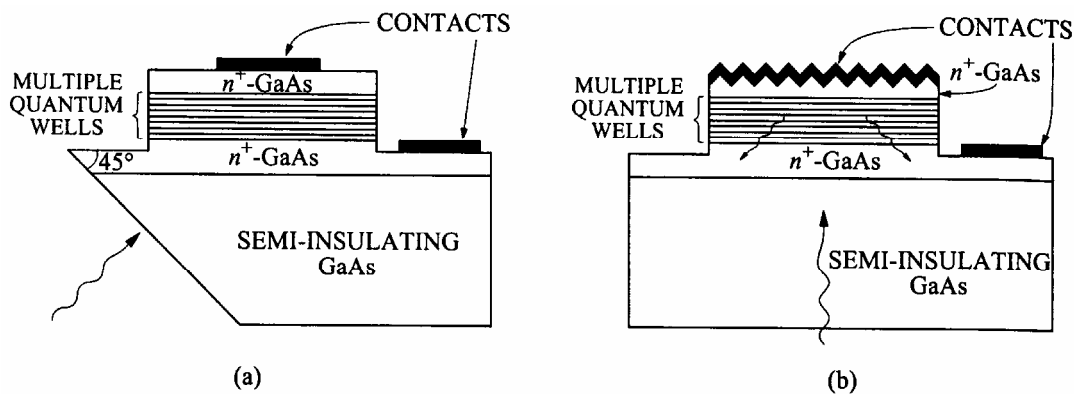 CONTACTS
n⁺-GaAs
MULTIPLE
QUANTUM
WELLS
45°
n⁺-GaAs
SEMI-INSULATING
GaAs
(a)
CONTACTS
n⁺-GaAs
MULTIPLE
QUANTUM
WELLS
n⁺-GaAs
SEMI-INSULATING
GaAs
(b)